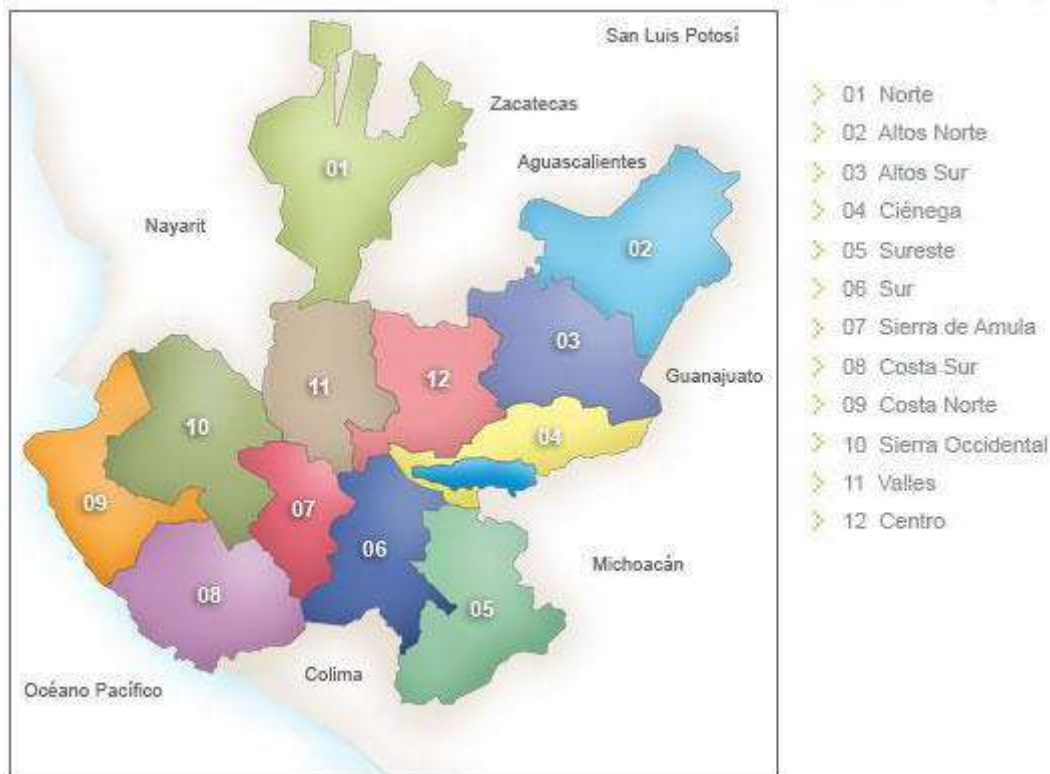 San Luis Potosí
Zacatecas
Aguascalientes
Nayarit
Guanajuato
Michoacán
Colima
Océano Pacífico
01
02
03
12
11
04
10
09
07
06
08
05
01 Norte
02 Altos Norte
03 Altos Sur
04 Ciénega
05 Sureste
06 Sur
07 Sierra de Amula
08 Costa Sur
09 Costa Norte
10 Sierra Occidental
11 Valles
12 Centro